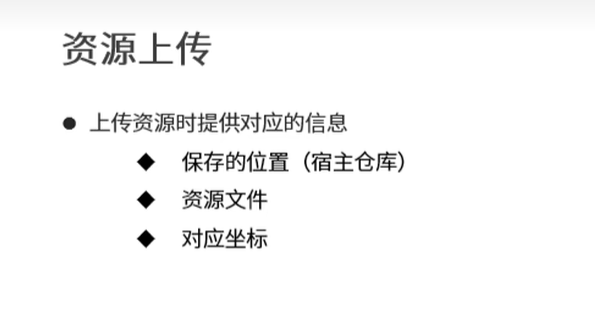 资源上传
● 上传资源时提供对应的信息
◆ 保存的位置（宿主仓库）
◆ 资源文件
◆ 对应坐标